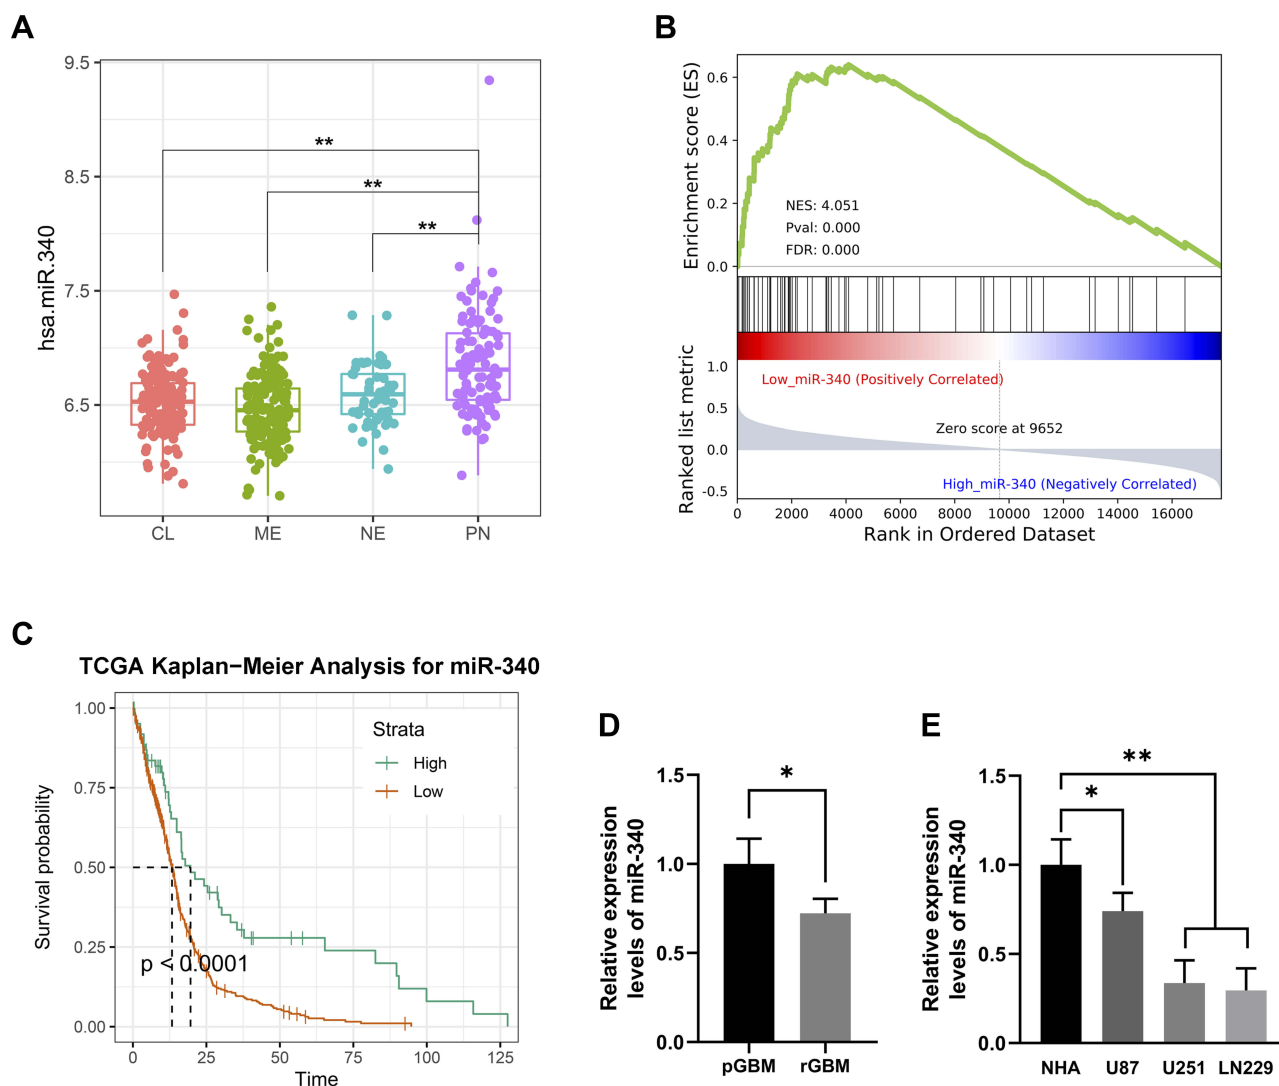 A
hsa.miR.340
9.5
8.5
7.5
6.5
**
**
**
CL ME NE PN
B
Enrichment score (ES)
0.6
0.4
0.2
0.0
NES: 4.051
Pval: 0.000
FDR: 0.000
Ranked list metric
1.0
0.5
0.0
-0.5
Low_miR-340 (Positively Correlated)
Zero score at 9652
High_miR-340 (Negatively Correlated)
0 2000 4000 6000 8000 10000 12000 14000 16000
Rank in Ordered Dataset
C
TCGA Kaplan−Meier Analysis for miR-340
Survival probability
1.00
0.75
0.50
0.25
0.00
Strata
High
Low
p < 0.0001
0 25 50 75 100 125
Time
D
Relative expression
levels of miR-340
1.5
1.0
0.5
0.0
*
pGBM rGBM
E
Relative expression
levels of miR-340
1.5
1.0
0.5
0.0
**
*
NHA U87 U251 LN229